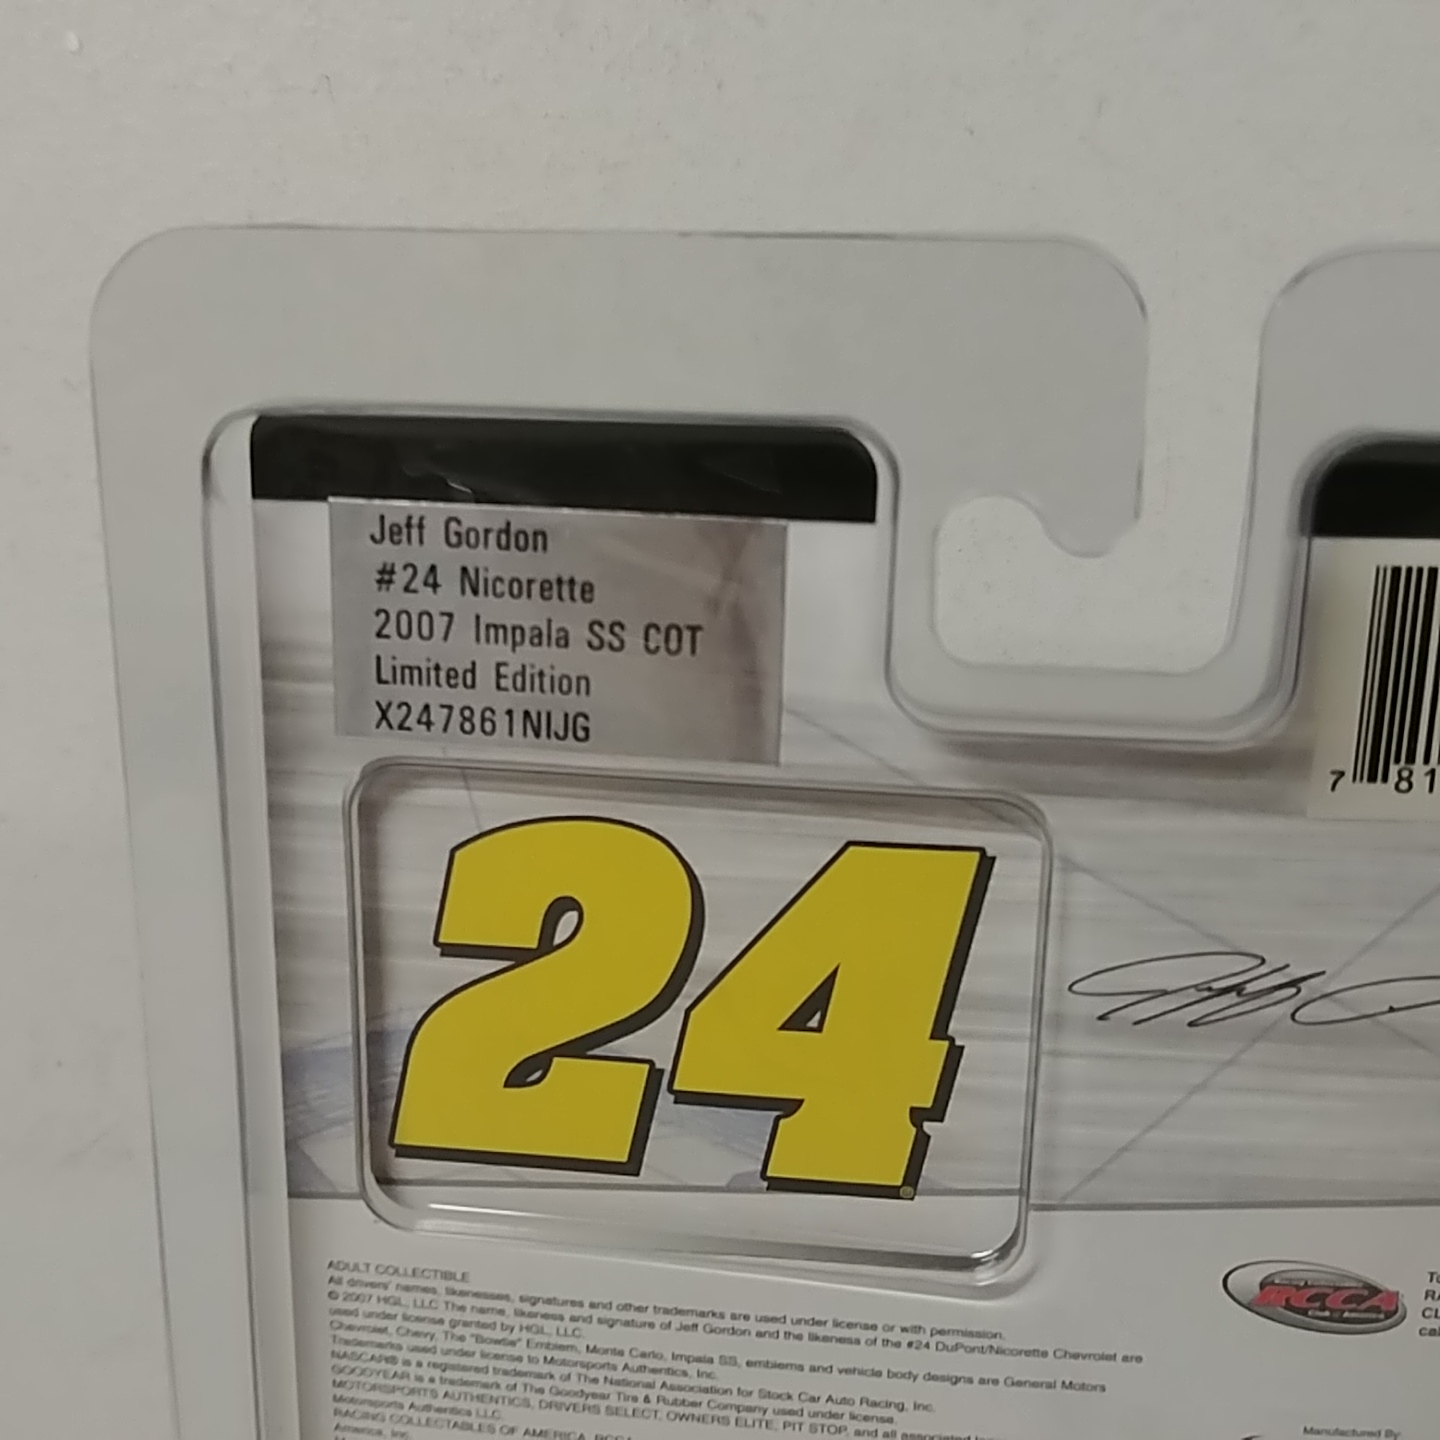 Jeff Gordon
#24 Nicorette
2007 Impala SS COT
Limited Edition
X247861NIJG
7 81
24
ADULT COLLECTIBLE
All drivers' names, likenesses, signatures and other trademarks are used under license or with permission.
© 2007 HGL, LLC The name, likeness and signature of Jeff Gordon and the likeness of the #24 DuPont/Nicorette Chevrolet are
used under license granted by HGL, LLC.
Chevrolet, Chevy, The "Bowtie" Emblem, Monte Carlo, Impala SS, emblems and vehicle body designs are General Motors
Trademarks used under license to Motorsports Authentics, Inc.
NASCAR® is a registered trademark of The National Association for Stock Car Auto Racing, Inc.
GOODYEAR is a trademark of The Goodyear Tire & Rubber Company used under license.
MOTORSPORTS AUTHENTICS, DRIVERS SELECT, OWNERS ELITE, PIT STOP, and all associated
Motorsports Authentics LLC.
RACING COLLECTABLES OF AMERICA, RCCA
America, Inc.
RCCA
Manufactured By